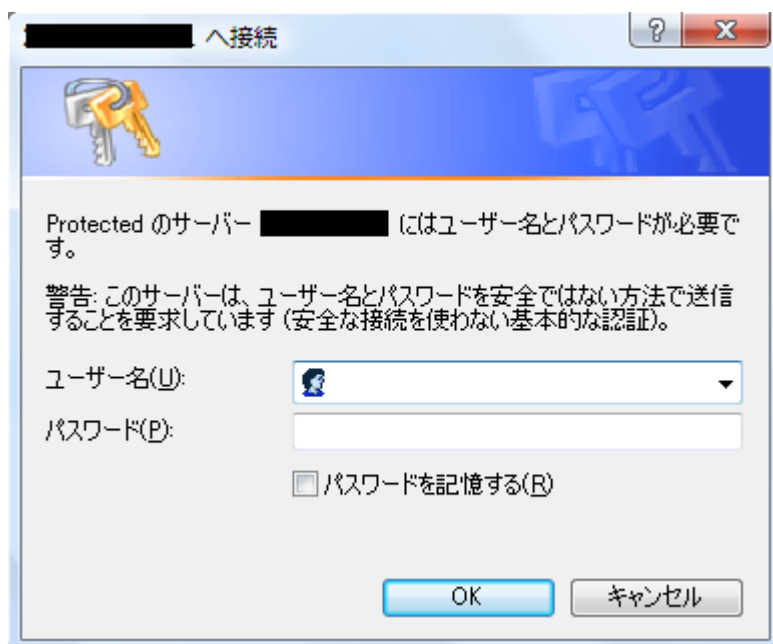 へ接続
Protected のサーバー にはユーザー名とパスワードが必要で
す。
警告: このサーバーは、ユーザー名とパスワードを安全ではない方法で送信
することを要求しています (安全な接続を使わない基本的な認証)。
ユーザー名(U):
パスワード(P):
パスワードを記憶する(R)
OK キャンセル